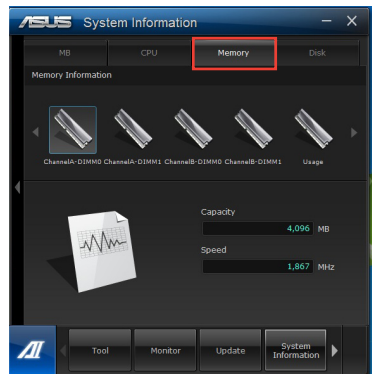 ASUS System Information
MB CPU Memory Disk
Memory Information
ChannelA-DIMM0 ChannelA-DIMM1 ChannelB-DIMM0 ChannelB-DIMM1 Usage
Capacity
4,096 MB
Speed
1,867 MHz
AI Tool Monitor Update System
Information